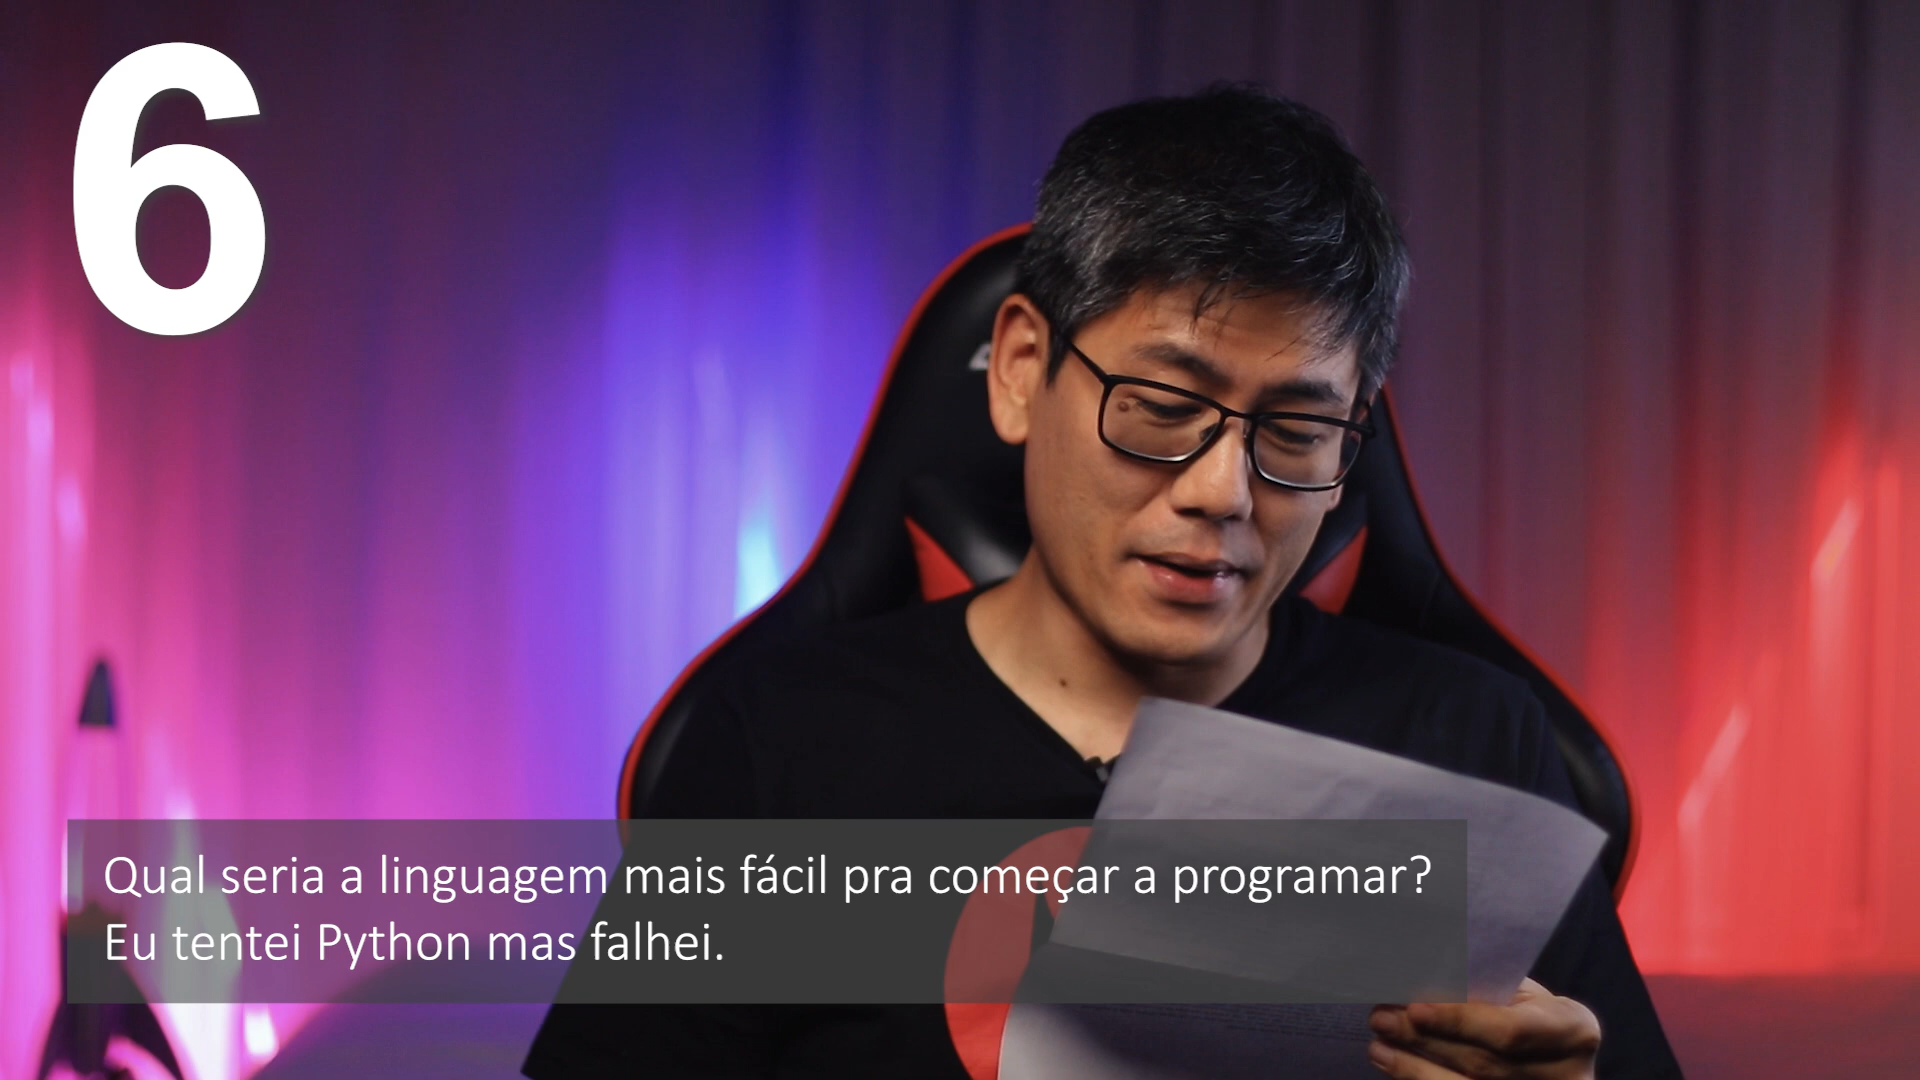 6
Qual seria a linguagem mais fácil pra começar a programar?
Eu tentei Python mas falhei.